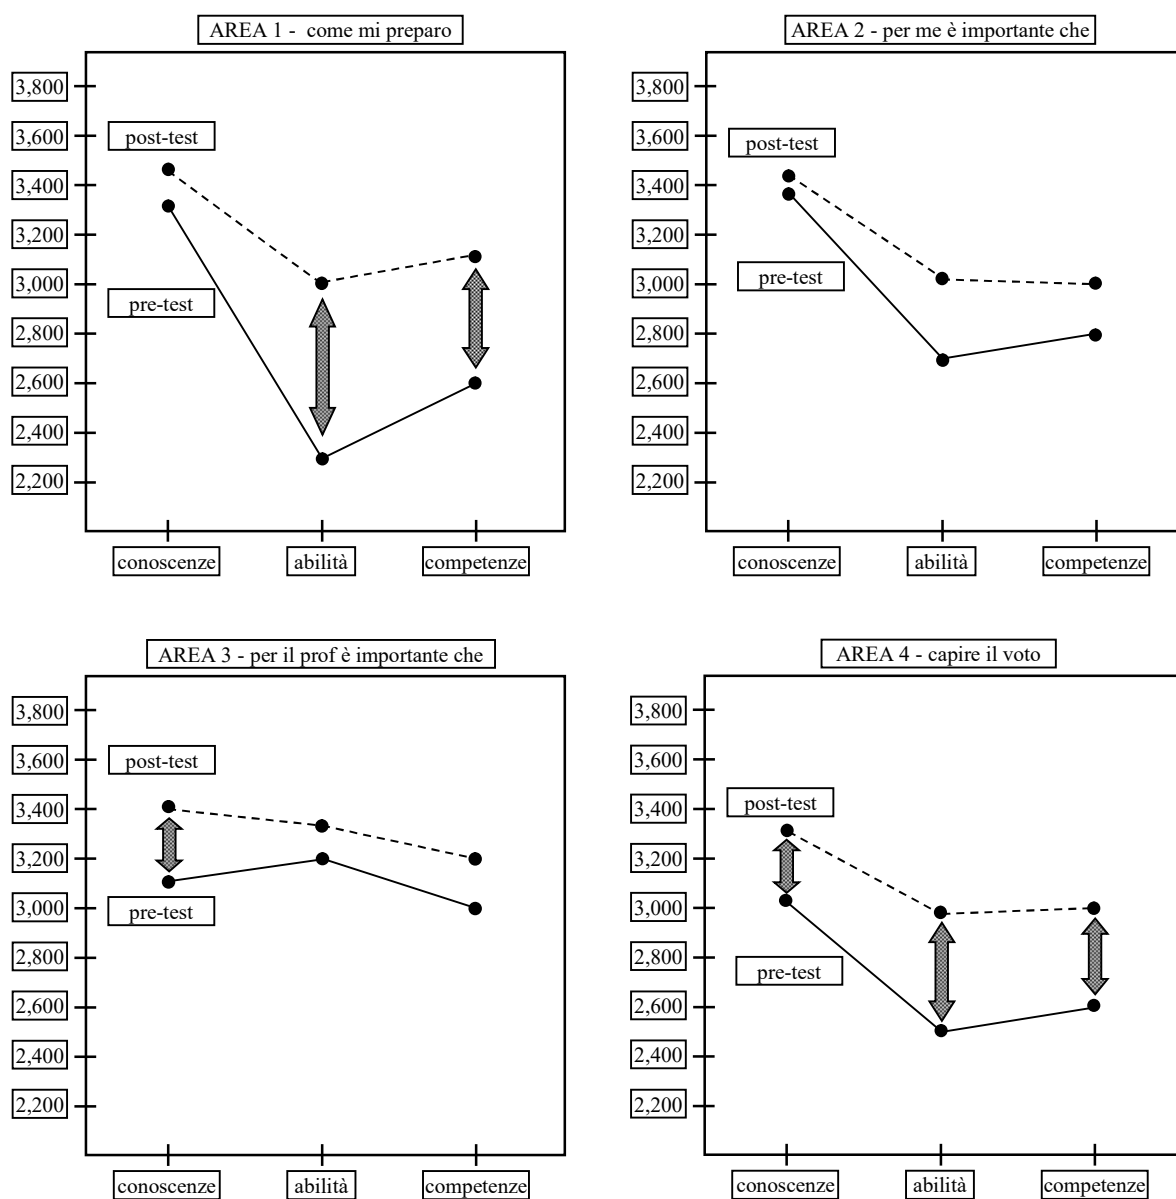 AREA 1 - come mi preparo
3,800
3,600
3,400
3,200
3,000
2,800
2,600
2,400
2,200
post-test
pre-test
conoscenze
abilità
competenze
AREA 2 - per me è importante che
3,800
3,600
3,400
3,200
3,000
2,800
2,600
2,400
2,200
post-test
pre-test
conoscenze
abilità
competenze
AREA 3 - per il prof è importante che
3,800
3,600
3,400
3,200
3,000
2,800
2,600
2,400
2,200
post-test
pre-test
conoscenze
abilità
competenze
AREA 4 - capire il voto
3,800
3,600
3,400
3,200
3,000
2,800
2,600
2,400
2,200
post-test
pre-test
conoscenze
abilità
competenze